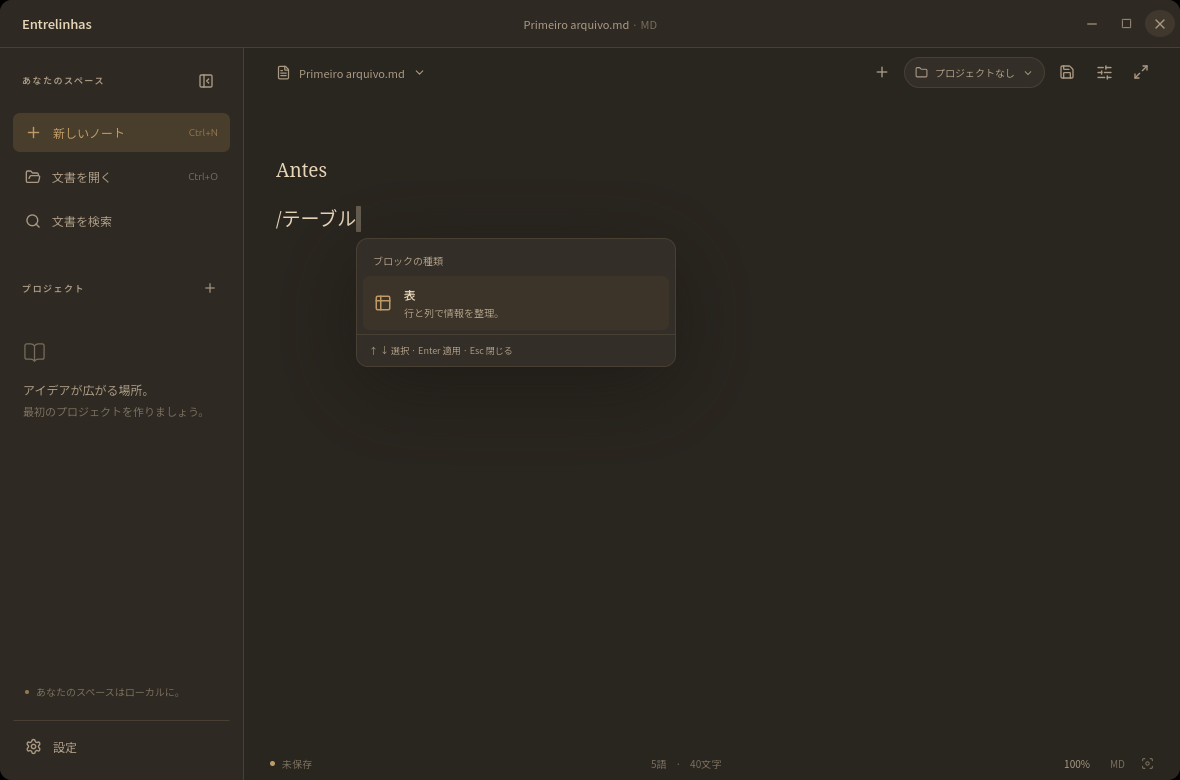 Entrelinhas
Primeiro arquivo.md · MD
あなたのスペース
新しいノート Ctrl+N
文書を開く Ctrl+O
文書を検索
プロジェクト
アイデアが広がる場所。
最初のプロジェクトを作りましょう。
あなたのスペースはローカルに。
設定
Primeiro arquivo.md
プロジェクトなし
Antes
/テーブル
ブロックの種類
表
行と列で情報を整理。
↑ ↓ 選択 · Enter 適用 · Esc 閉じる
未保存
5語 · 40文字
100% MD